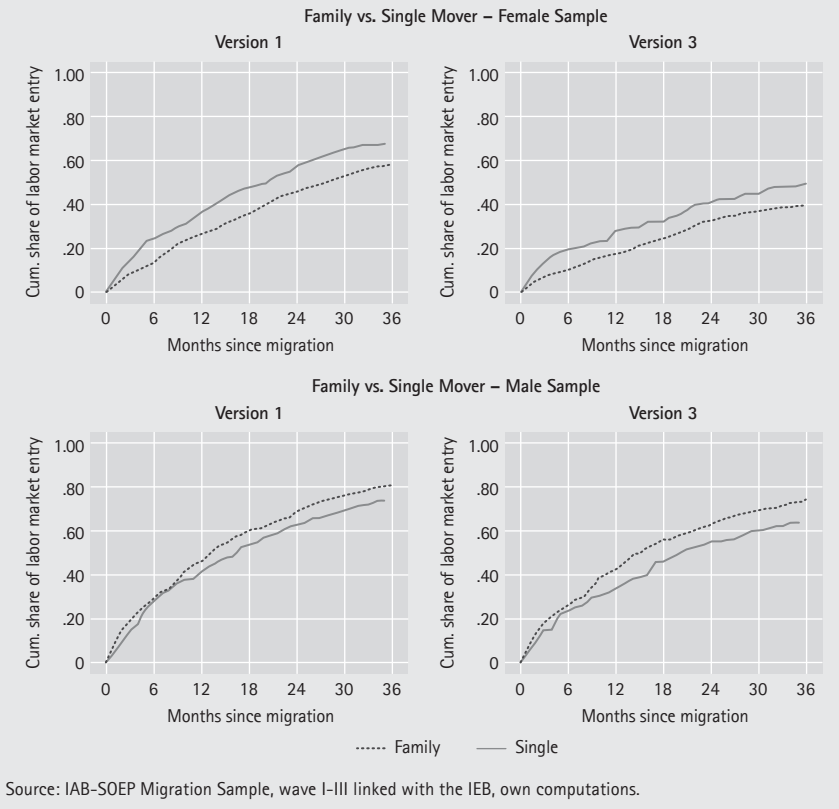 Family vs. Single Mover – Female Sample
Version 1
Version 3
Cum. share of labor market entry
1.00
.80
.60
.40
.20
0
0 6 12 18 24 30 36
Months since migration
Cum. share of labor market entry
1.00
.80
.60
.40
.20
0
0 6 12 18 24 30 36
Months since migration
Family vs. Single Mover – Male Sample
Version 1
Version 3
Cum. share of labor market entry
1.00
.80
.60
.40
.20
0
0 6 12 18 24 30 36
Months since migration
Cum. share of labor market entry
1.00
.80
.60
.40
.20
0
0 6 12 18 24 30 36
Months since migration
Family Single
Source: IAB-SOEP Migration Sample, wave I-III linked with the IEB, own computations.